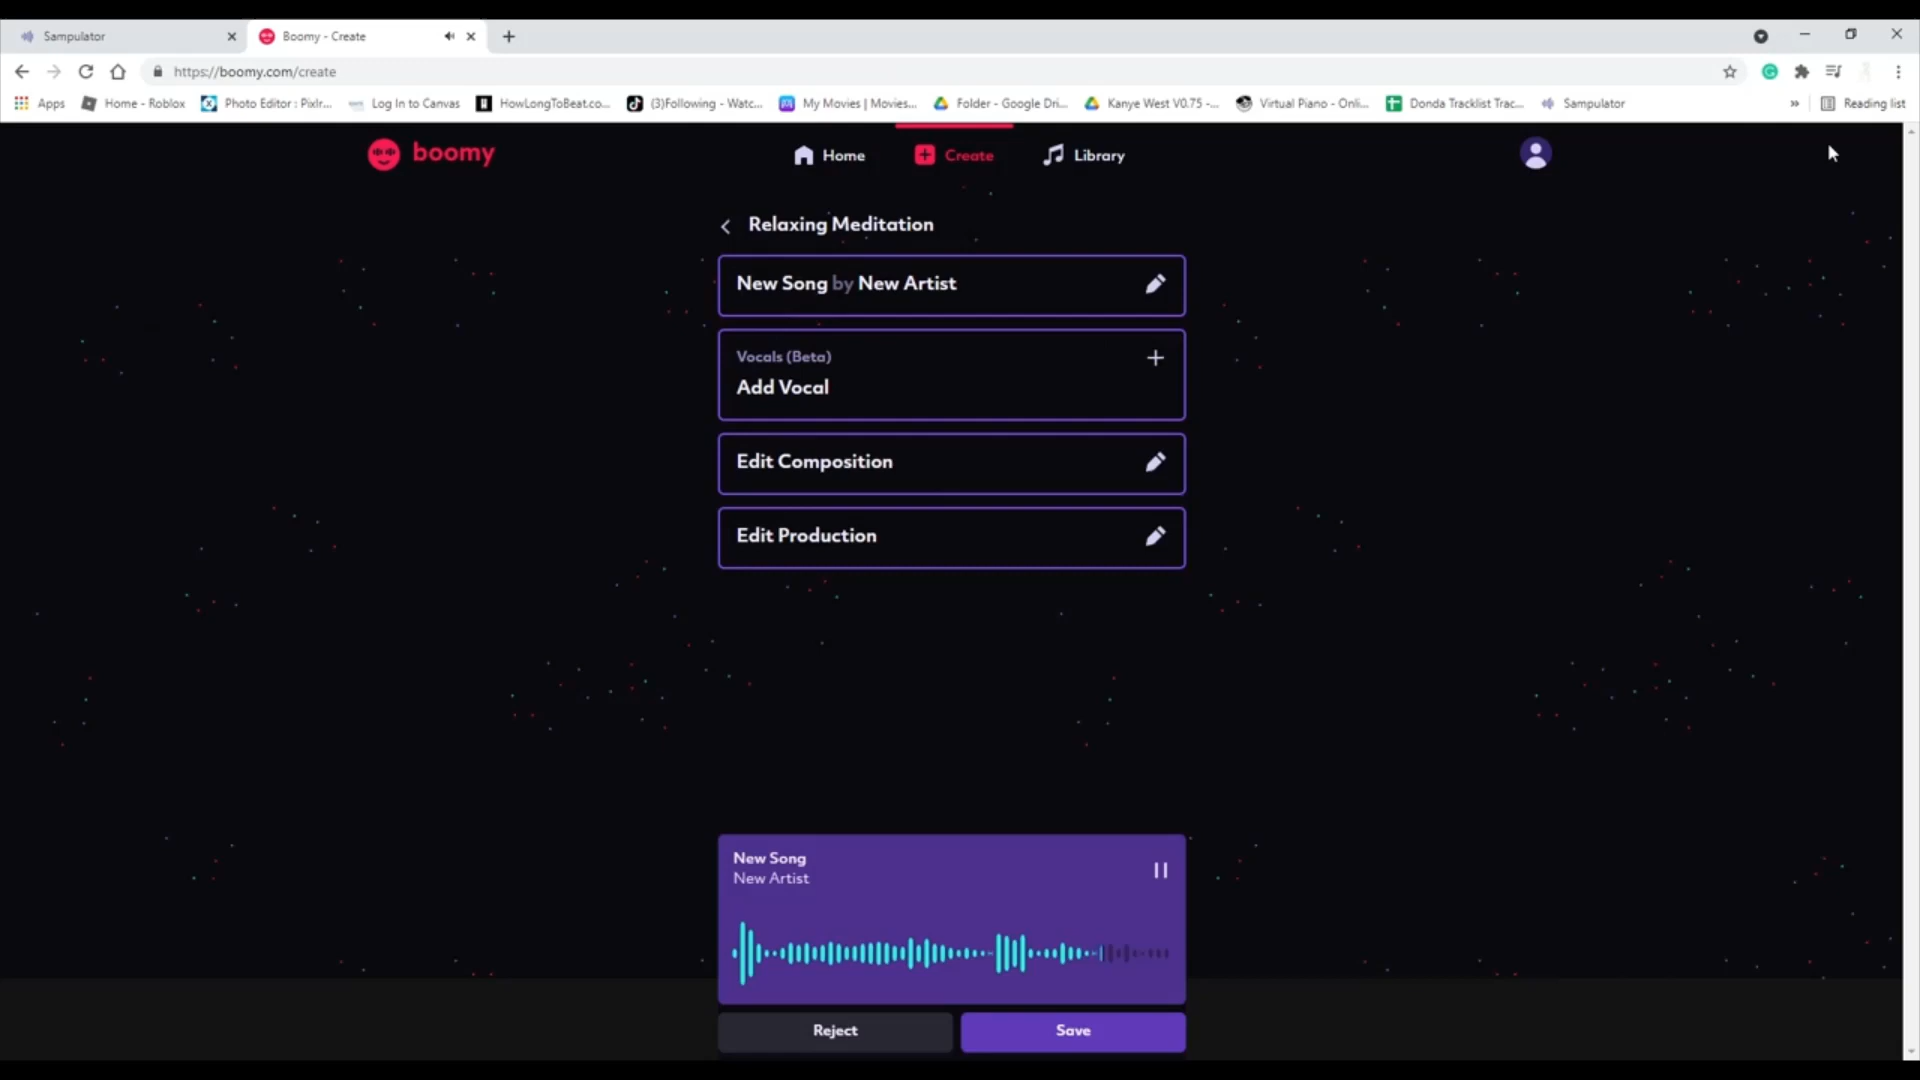 Sampulator
Boomy - Create
https://boomy.com/create
Apps
Home - Roblox
Photo Editor : Pixlr...
Log In to Canvas
HowLongToBeat.co...
(3)Following - Watc...
My Movies | Movies...
Folder - Google Dri...
Kanye West V0.75 -...
Virtual Piano - Onli...
Donda Tracklist Trac...
Sampulator
»
Reading list
boomy
Home
Create
Library
Relaxing Meditation
New Song by New Artist
Vocals (Beta)
Add Vocal
Edit Composition
Edit Production
New Song
New Artist
Reject
Save